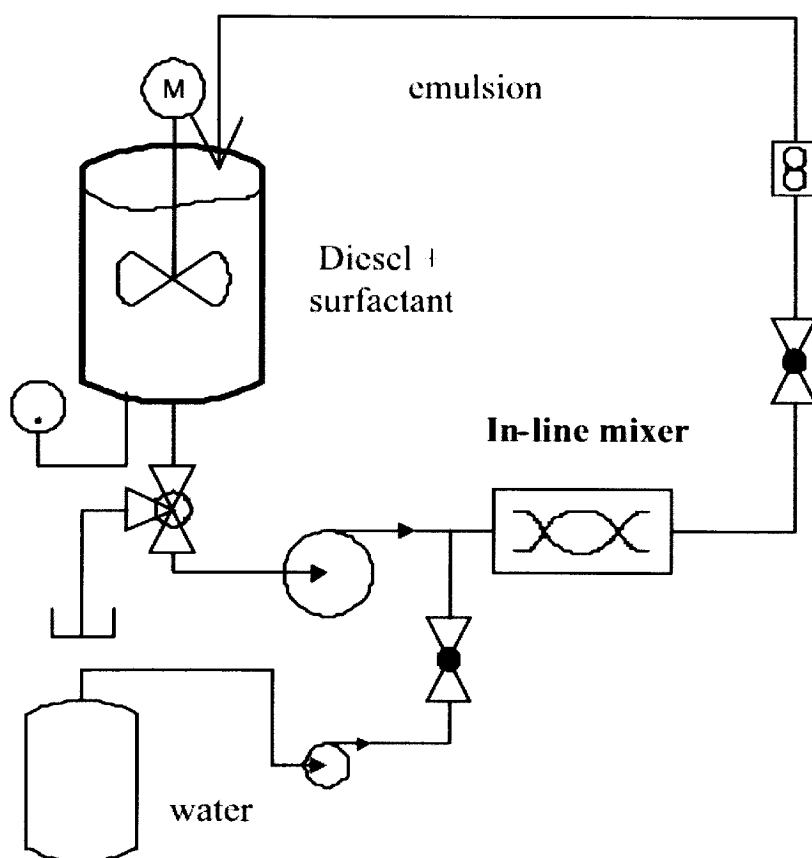 M
emulsion
Diesel +
surfactant
In-line mixer
water